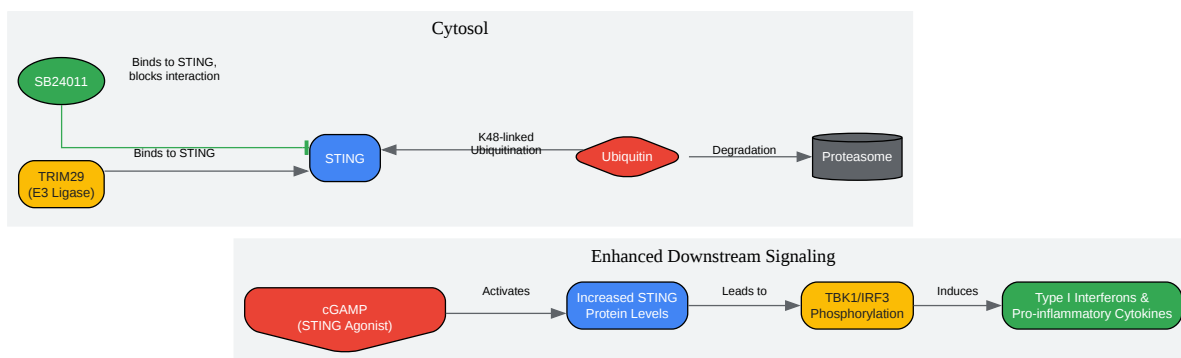 Cytosol
SB24011
Binds to STING,
blocks interaction
TRIM29
(E3 Ligase)
Binds to STING
STING
K48-linked
Ubiquitination
Ubiquitin
Degradation
Proteasome
Enhanced Downstream Signaling
cGAMP
(STING Agonist)
Activates
Increased STING
Protein Levels
Leads to
TBK1/IRF3
Phosphorylation
Induces
Type I Interferons &
Pro-inflammatory Cytokines